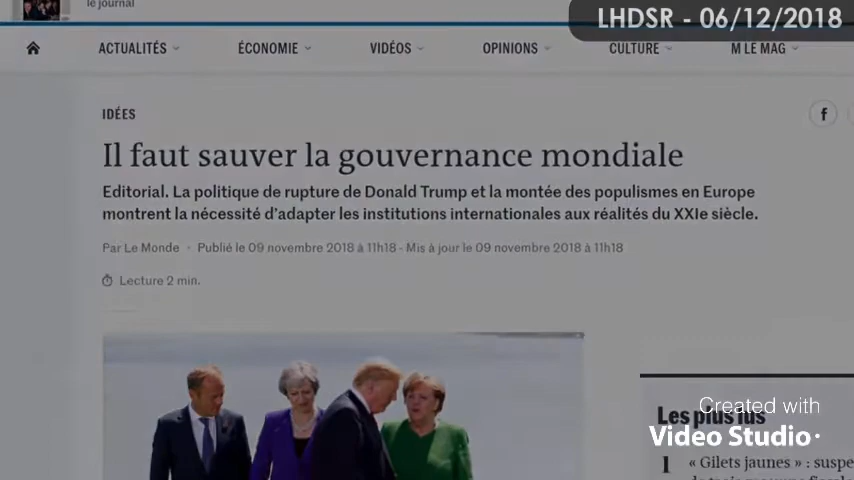 le journal
LHDSR - 06/12/2018
ACTUALITÉS ÉCONOMIE VIDÉOS OPINIONS CULTURE M LE MAG
IDÉES
f
Il faut sauver la gouvernance mondiale
Editorial. La politique de rupture de Donald Trump et la montée des populismes en Europe
montrent la nécessité d'adapter les institutions internationales aux réalités du XXIe siècle.
Par Le Monde • Publié le 09 novembre 2018 à 11h18 - Mis à jour le 09 novembre 2018 à 11h18
Lecture 2 min.
Les plus lus
Created with
Video Studio
1 « Gilets jaunes » : suspe